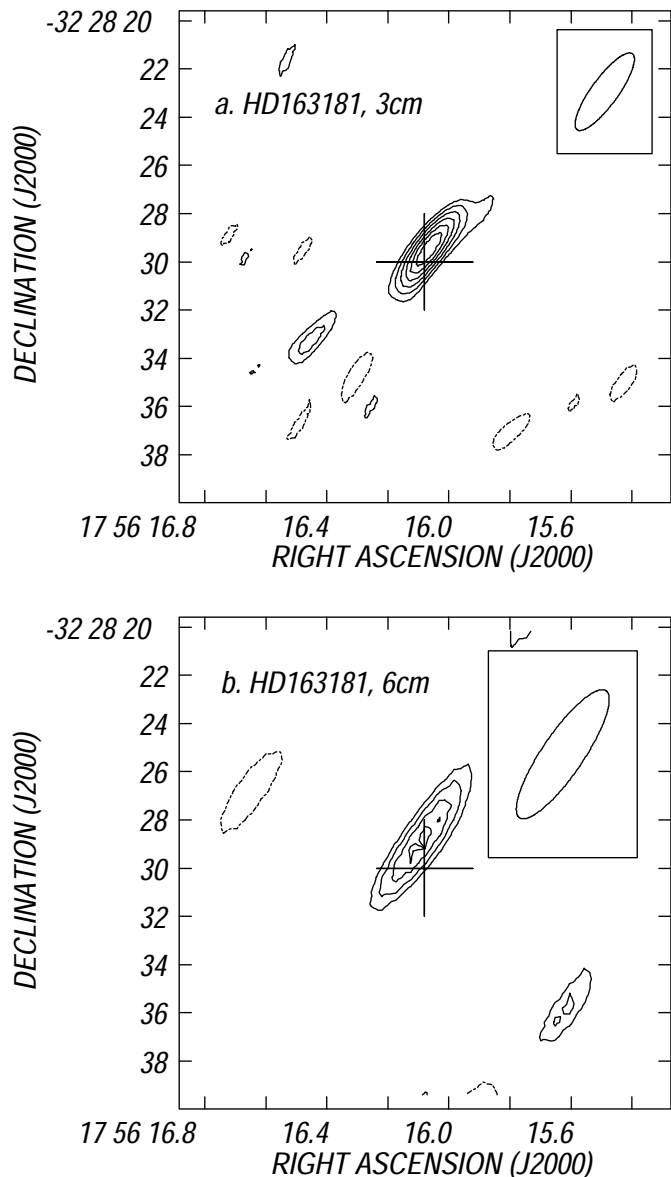 -32 28 20
22
24
26
28
30
32
34
36
38
DECLINATION (J2000)
a. HD163181, 3cm
17 56 16.8 16.4 16.0 15.6
RIGHT ASCENSION (J2000)
-32 28 20
22
24
26
28
30
32
34
36
38
DECLINATION (J2000)
b. HD163181, 6cm
17 56 16.8 16.4 16.0 15.6
RIGHT ASCENSION (J2000)